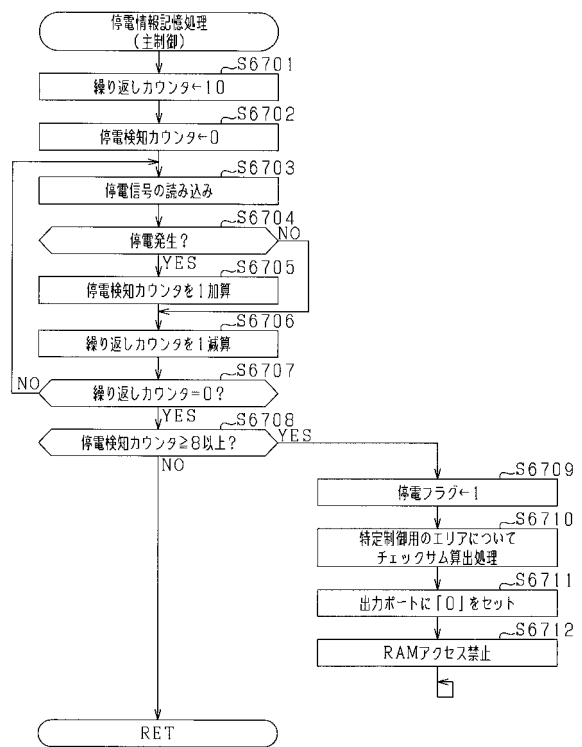 停電情報記憶処理
(主制御)
S6701
繰り返しカウンタ←10
S6702
停電検知カウンタ←0
S6703
停電信号の読み込み
S6704
停電発生?
NO
YES
S6705
停電検知カウンタを1加算
S6706
繰り返しカウンタを1減算
S6707
NO
繰り返しカウンタ=0?
YES
S6708
停電検知カウンタ≧8以上?
YES
NO
S6709
停電フラグ←1
S6710
特定制御用のエリアについて
チェックサム算出処理
S6711
出力ポートに「0」をセット
S6712
RAMアクセス禁止
RET